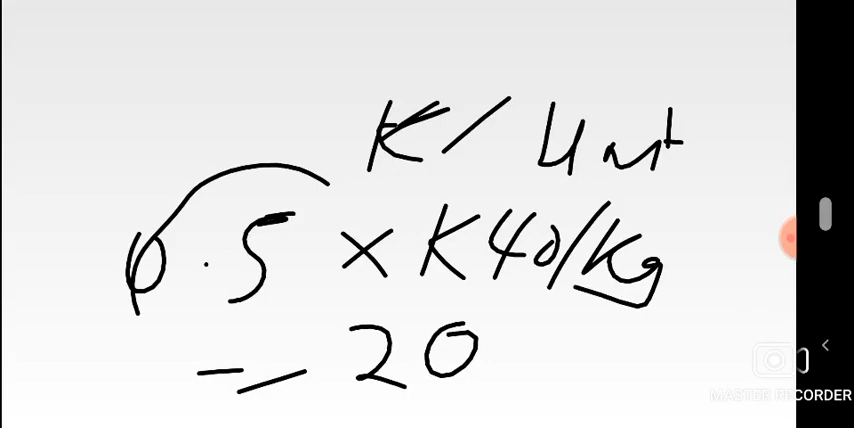 K/Unit
0.5 × K40/Kg
= 20
MASTER RECORDER